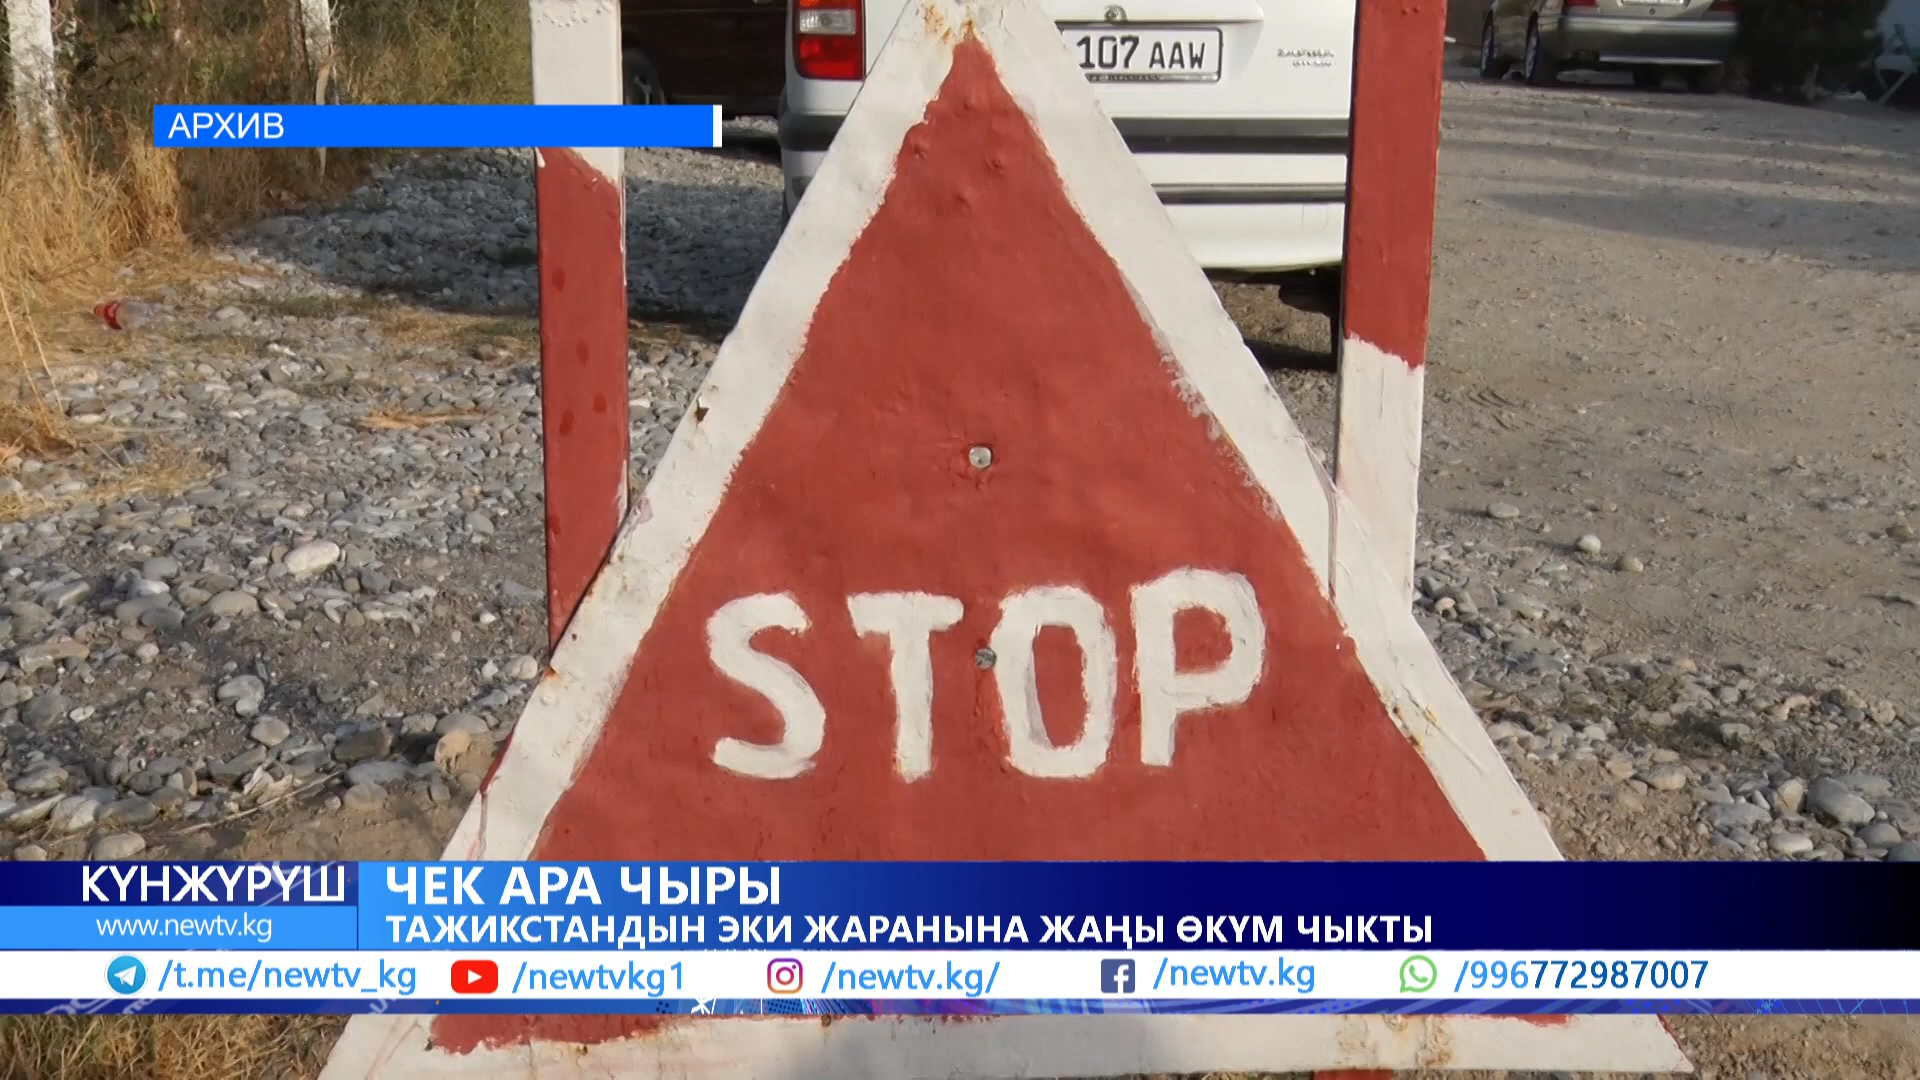 107 AAW
АРХИВ
STOP
КҮНЖҮРҮШ
www.newtv.kg
ЧЕК АРА ЧЫРЫ
ТАЖИКСТАНДЫН ЭКИ ЖАРАНЫНА ЖАҢЫ ӨКҮМ ЧЫКТЫ
/t.me/newtv_kg
/newtvkg1
/newtv.kg/
/newtv.kg
/996772987007